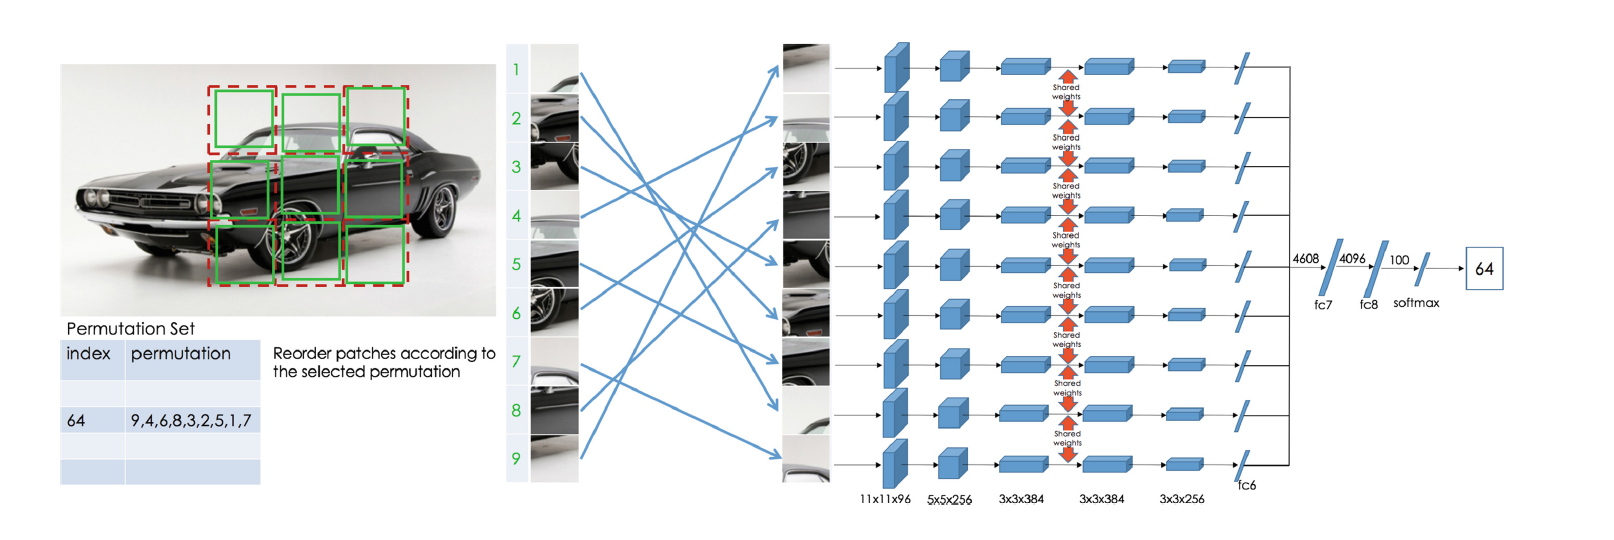 Permutation Set
index permutation
64 9,4,6,8,3,2,5,1,7
Reorder patches according to
the selected permutation
1
2
3
4
5
6
7
8
9
Shared
weights
Shared
weights
Shared
weights
Shared
weights
Shared
weights
Shared
weights
Shared
weights
Shared
weights
11x11x96
5x5x256
3x3x384
3x3x384
3x3x256
fc6
4608
fc7
4096
fc8
100
softmax
64